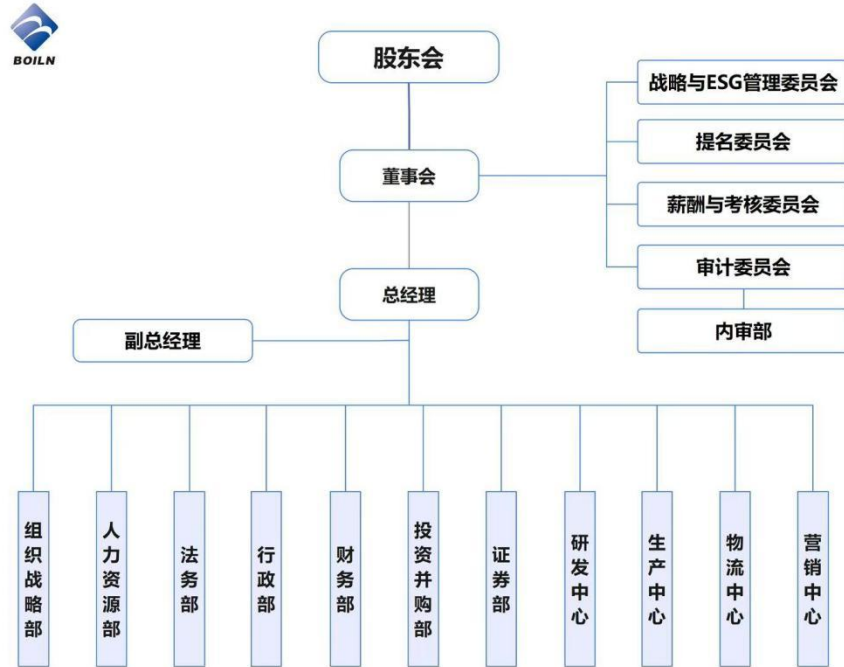 BOILN
股东会
董事会
战略与ESG管理委员会
提名委员会
薪酬与考核委员会
审计委员会
内审部
总经理
副总经理
组织战略部
人力资源部
法务部
行政部
财务部
投资并购部
证券部
研发中心
生产中心
物流中心
营销中心